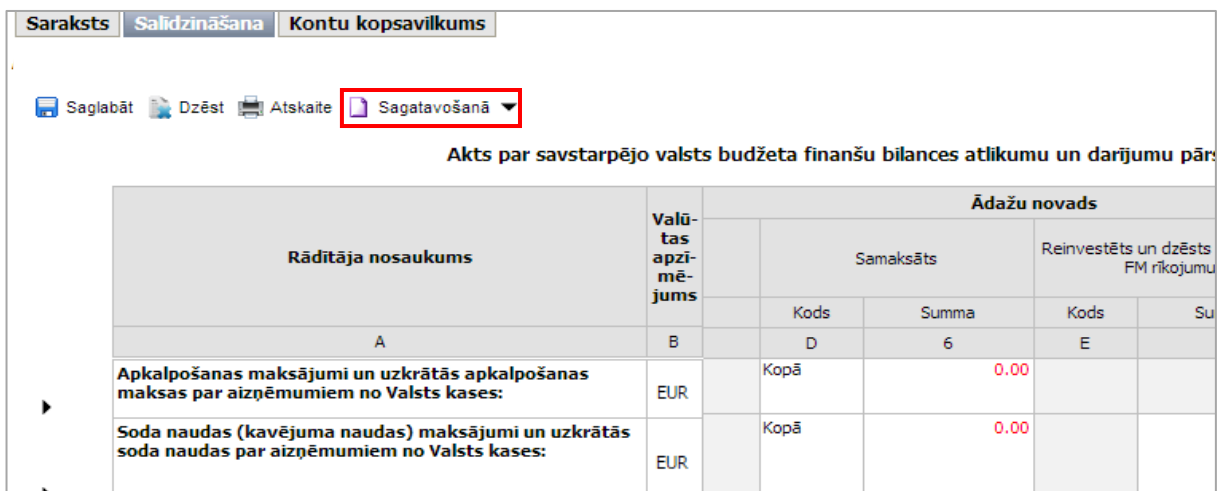 Saraksts Salīdzināšana Kontu kopsavilkums
Saglabāt Dzēst Atskaite Sagatavošanā
Akts par savstarpējo valsts budžeta finanšu bilances atlikumu un darījumu pārs
Rādītāja nosaukums
Valū-
tas
apzī-
mē-
jums
Ādažu novads
Samaksāts
Reinvestēts un dzēsts
FM rīkojumu
Kods Summa Kods Su
A B D 6 E
Apkalpošanas maksājumi un uzkrātās apkalpošanas
maksas par aizņēmumiem no Valsts kases:
EUR
Kopā 0.00
Soda naudas (kavējuma naudas) maksājumi un uzkrātās
soda naudas par aizņēmumiem no Valsts kases:
EUR
Kopā 0.00